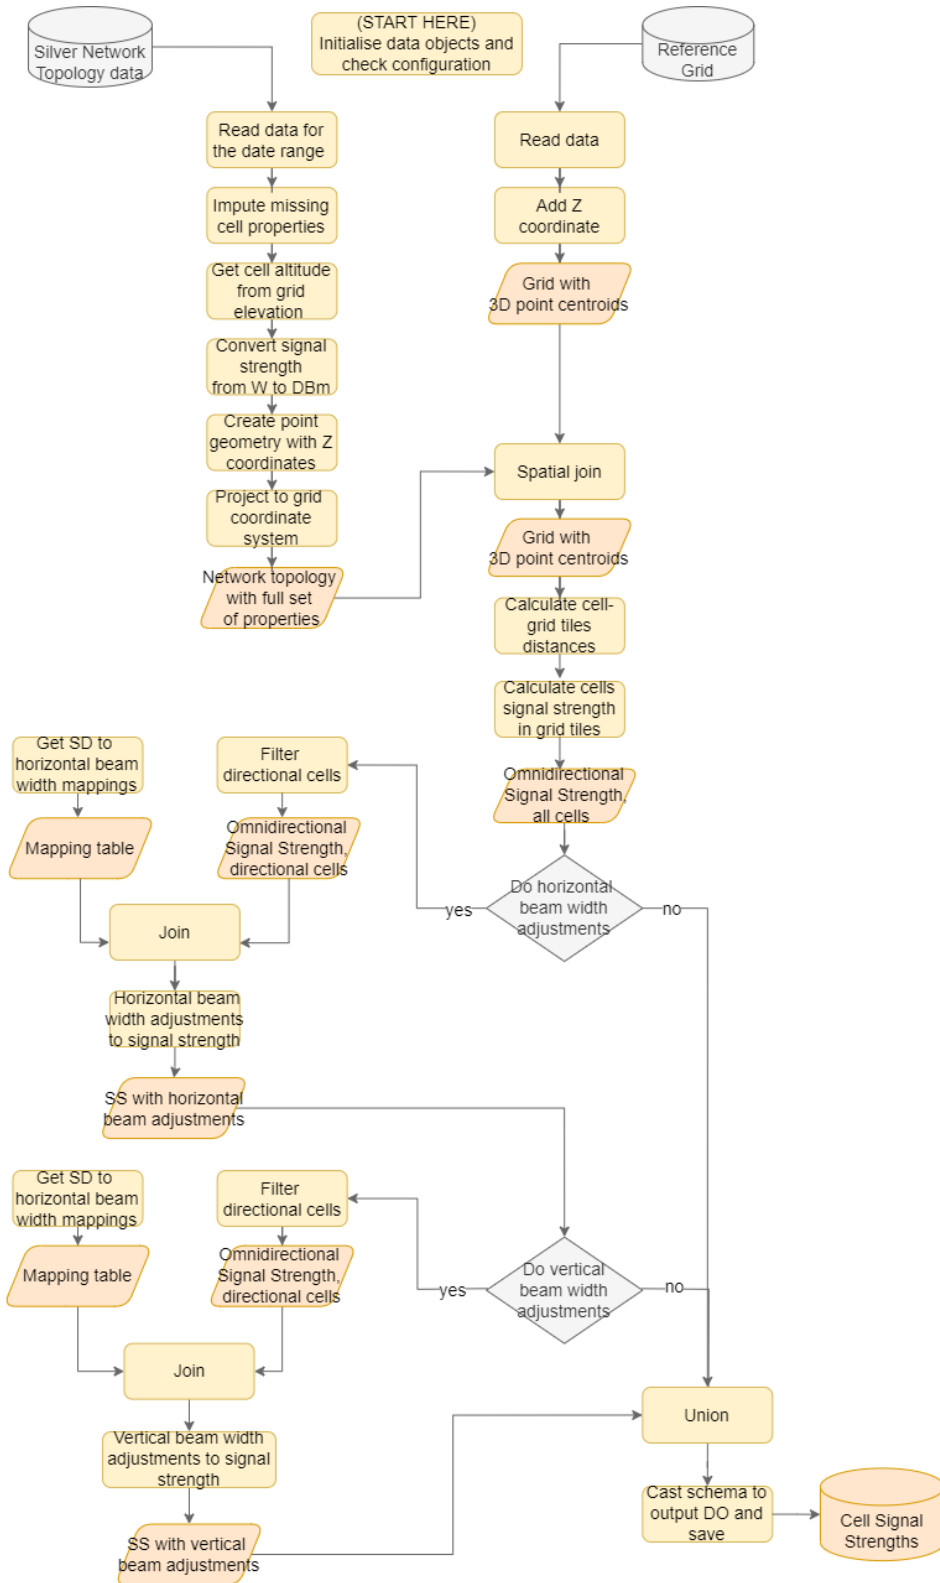 Silver Network
Topology data
(START HERE)
Initialise data objects and
check configuration
Reference
Grid
Read data for
the date range
Read data
Impute missing
cell properties
Add Z
coordinate
Get cell altitude
from grid
elevation
Grid with
3D point centroids
Convert signal
strength
from W to DBm
Create point
geometry with Z
coordinates
Spatial join
Project to grid
coordinate
system
Grid with
3D point centroids
Network topology
with full set
of properties
Calculate cell-
grid tiles
distances
Calculate cells
signal strength
in grid tiles
Get SD to
horizontal beam
width mappings
Filter
directional cells
Omnidirectional
Signal Strength,
all cells
Mapping table
Omnidirectional
Signal Strength,
directional cells
Do horizontal
beam width
adjustments
yes
no
Join
Horizontal beam
width adjustments
to signal strength
SS with horizontal
beam adjustments
Get SD to
horizontal beam
width mappings
Filter
directional cells
Mapping table
Omnidirectional
Signal Strength,
directional cells
Do vertical
beam width
adjustments
yes
no
Join
Union
Vertical beam width
adjustments to signal
strength
Cast schema to
output DO and
save
Cell Signal
Strengths
SS with vertical
beam adjustments